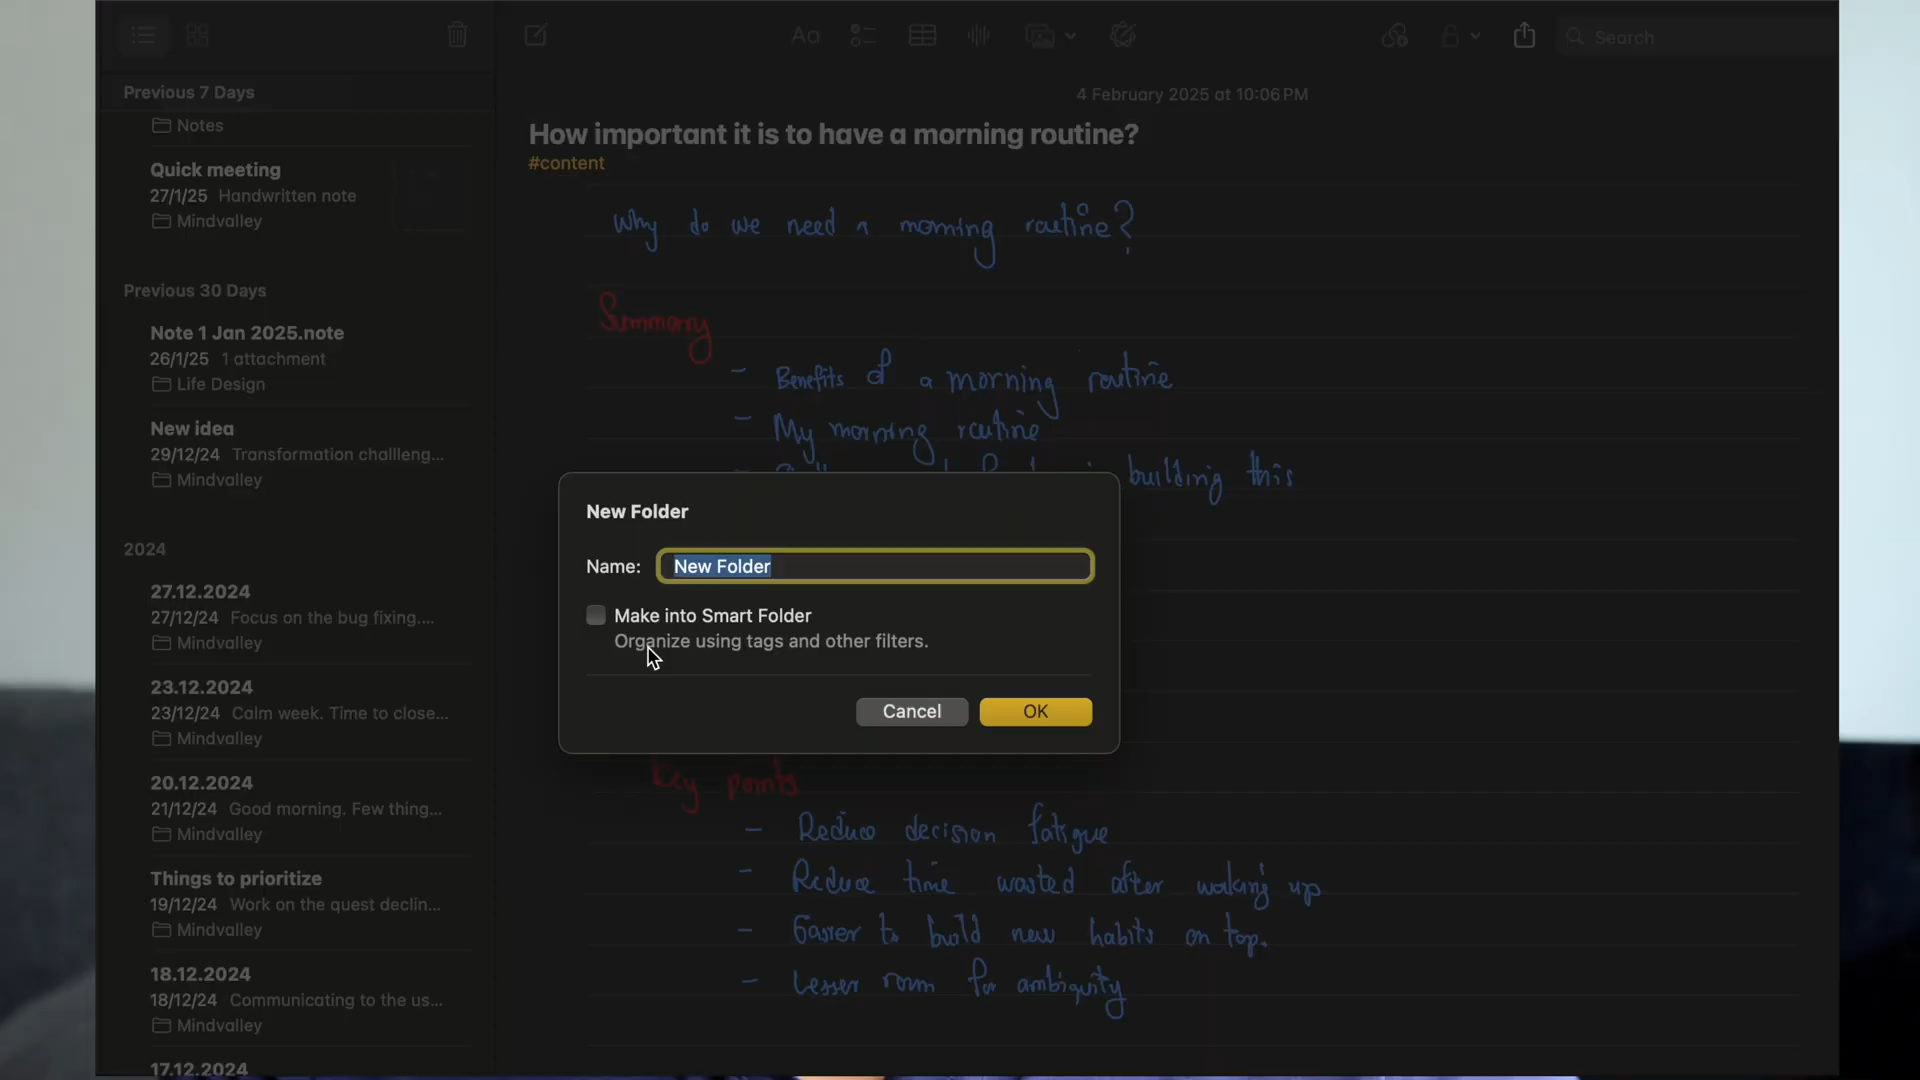 Search
Previous 7 Days
Notes
Quick meeting
27/1/25 Handwritten note
Mindvalley
Previous 30 Days
Note 1 Jan 2025.note
26/1/25 1 attachment
Life Design
New idea
29/12/24 Transformation challleng...
Mindvalley
2024
27.12.2024
27/12/24 Focus on the bug fixing....
Mindvalley
23.12.2024
23/12/24 Calm week. Time to close...
Mindvalley
20.12.2024
21/12/24 Good morning. Few thing...
Mindvalley
Things to prioritize
19/12/24 Work on the quest declin...
Mindvalley
18.12.2024
18/12/24 Communicating to the us...
Mindvalley
17.12.2024
Aa
4 February 2025 at 10:06 PM
How important it is to have a morning routine?
#content
Why do we need a morning routine?
Summary
- Benefits of a morning routine
- My morning routine
building this
New Folder
Name: New Folder
Make into Smart Folder
Organize using tags and other filters.
Cancel OK
Key points
- Reduce decision fatigue
- Reduce time wasted after waking up
- Easier to build new habits on top.
- Lesser room for ambiguity